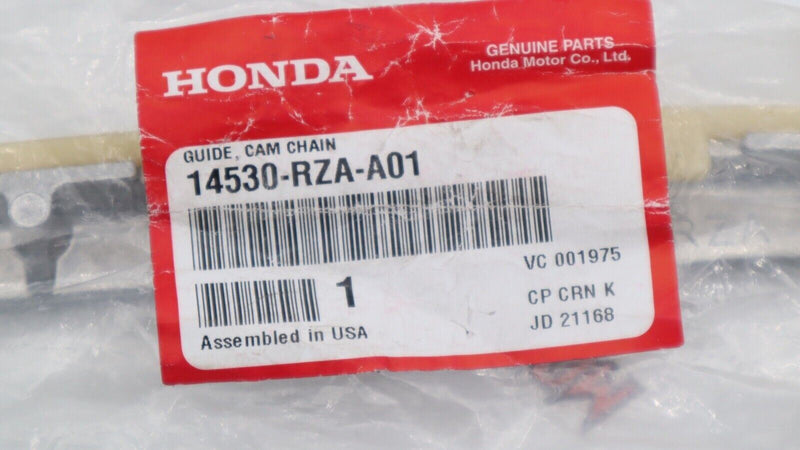 HONDA
GENUINE PARTS
Honda Motor Co., Ltd.
GUIDE, CAM CHAIN
14530-RZA-A01
VC 001975
1
CP CRN K
JD 21168
Assembled in USA